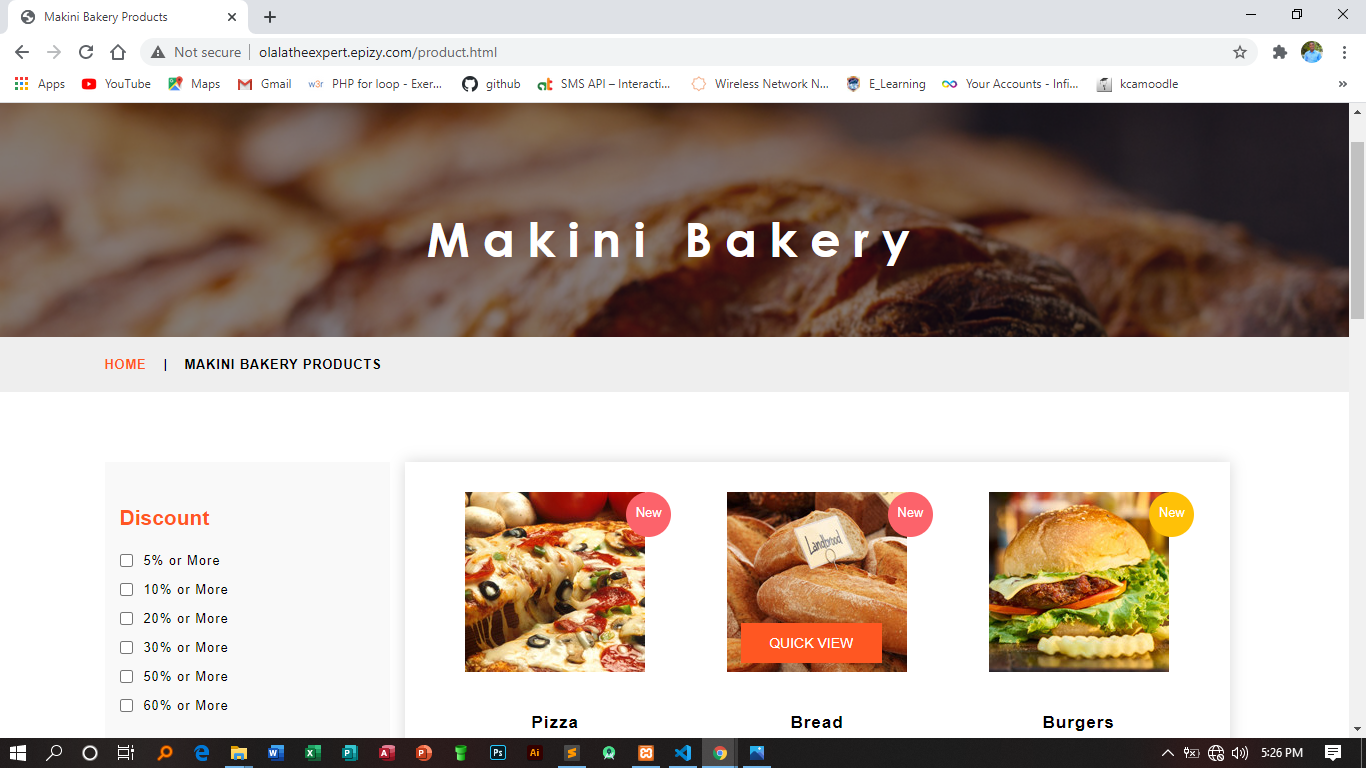 Makini Bakery Products
Not secure olalatheexpert.epizy.com/product.html
Apps YouTube Maps Gmail w3r PHP for loop - Exer... github SMS API – Interacti... Wireless Network N... E_Learning Your Accounts - Infi... kcamoodle »
Makini Bakery
HOME | MAKINI BAKERY PRODUCTS
Discount
5% or More
10% or More
20% or More
30% or More
50% or More
60% or More
New
New
New
Landbrood
QUICK VIEW
Pizza
Bread
Burgers
5:26 PM